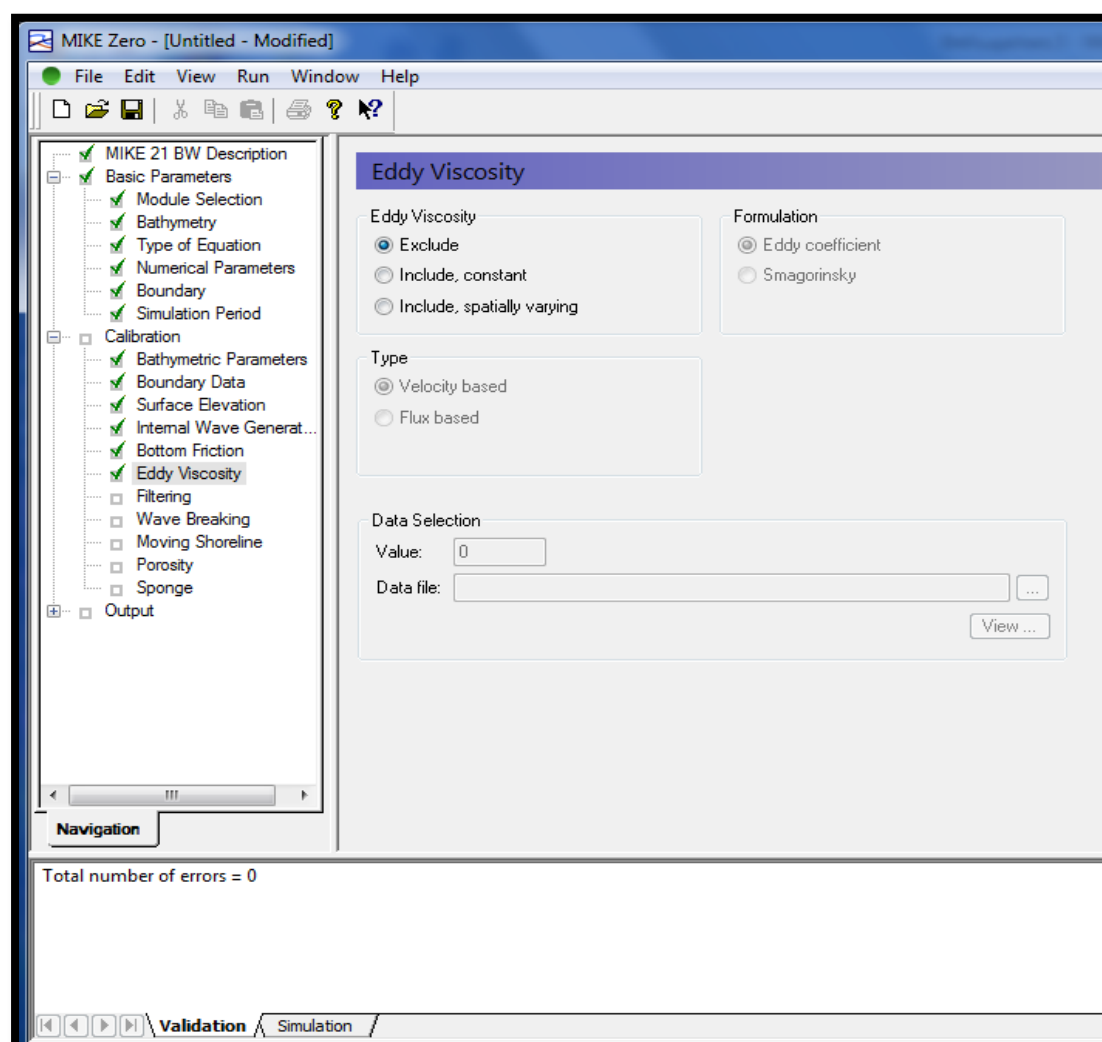 MIKE Zero - [Untitled - Modified]
File Edit View Run Window Help
MIKE 21 BW Description
Basic Parameters
Module Selection
Bathymetry
Type of Equation
Numerical Parameters
Boundary
Simulation Period
Calibration
Bathymetric Parameters
Boundary Data
Surface Elevation
Internal Wave Generat...
Bottom Friction
Eddy Viscosity
Filtering
Wave Breaking
Moving Shoreline
Porosity
Sponge
Output
Navigation
Eddy Viscosity
Eddy Viscosity
Exclude
Include, constant
Include, spatially varying
Formulation
Eddy coefficient
Smagorinsky
Type
Velocity based
Flux based
Data Selection
Value: 0
Data file: ...
View ...
Total number of errors = 0
Validation Simulation